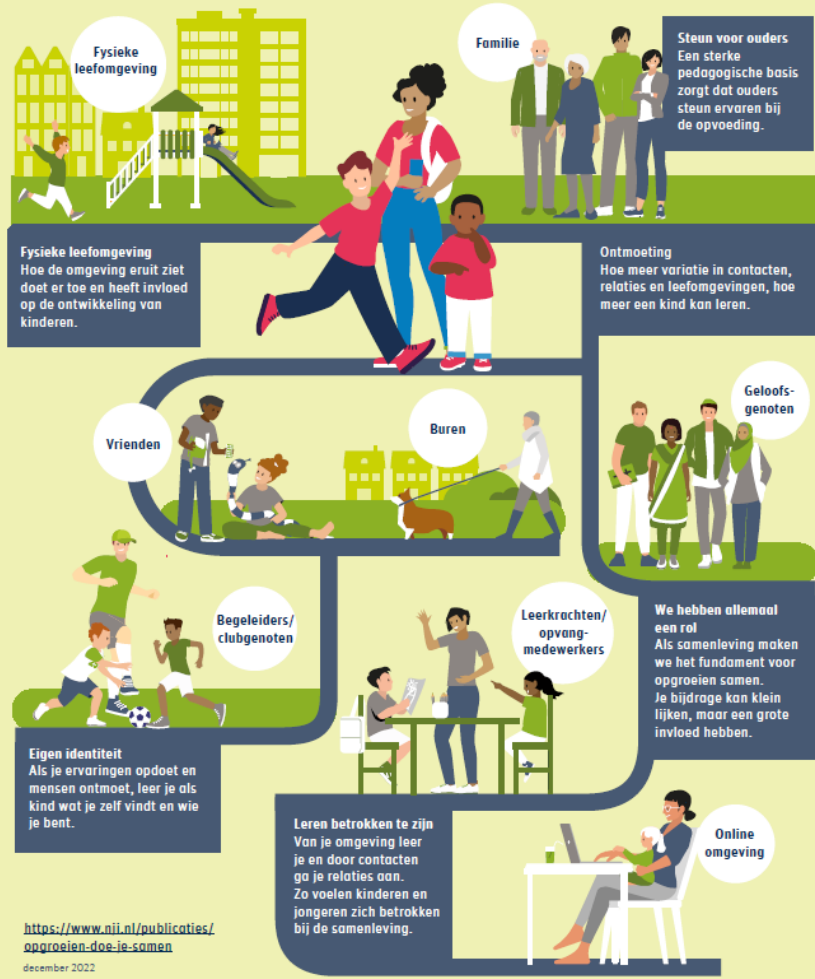 Fysieke
leefomgeving
Familie
Steun voor ouders
Een sterke
pedagogische basis
zorgt dat ouders
steun ervaren bij
de opvoeding.
Fysieke leefomgeving
Hoe de omgeving eruit ziet
doet er toe en heeft invloed
op de ontwikkeling van
kinderen.
Ontmoeting
Hoe meer variatie in contacten,
relaties en leefomgevingen, hoe
meer een kind kan leren.
Vrienden
Buren
Geloofs-
genoten
Begeleiders/
clubgenoten
Leerkrachten/
opvang-
medewerkers
We hebben allemaal
een rol
Als samenleving maken
we het fundament voor
opgroeien samen.
Je bijdrage kan klein
lijken, maar een grote
invloed hebben.
Eigen identiteit
Als je ervaringen opdoet en
mensen ontmoet, leer je als
kind wat je zelf vindt en wie
je bent.
Leren betrokken te zijn
Van je omgeving leer
je en door contacten
ga je relaties aan.
Zo voelen kinderen en
jongeren zich betrokken
bij de samenleving.
Online
omgeving
https://www.nji.nl/publicaties/
opgroeien-doe-je-samen
december 2022